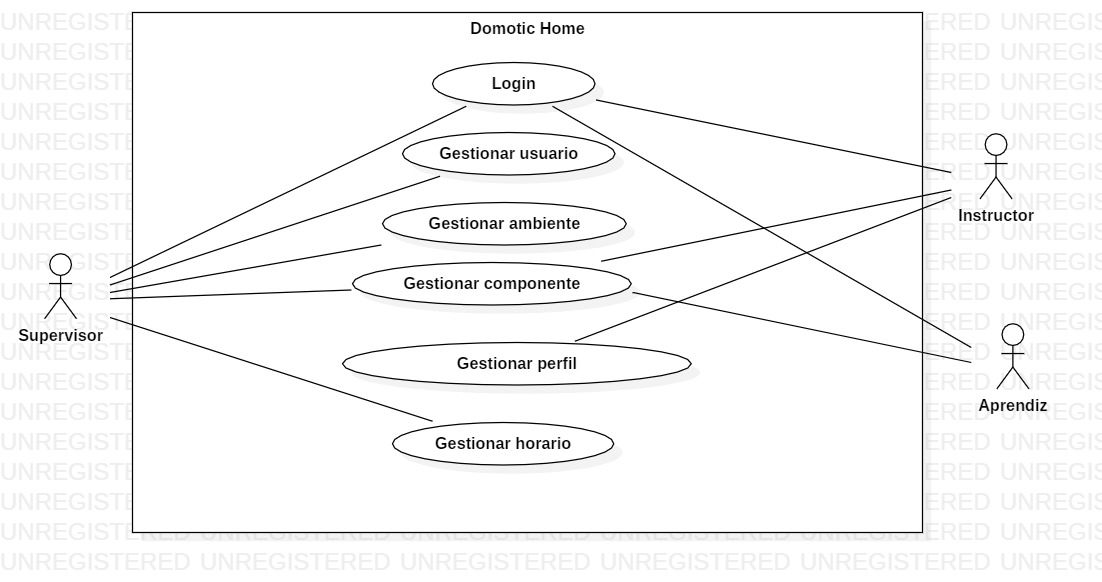 Domotic Home
Login
Gestionar usuario
Gestionar ambiente
Gestionar componente
Gestionar perfil
Gestionar horario
Supervisor
Instructor
Aprendiz
UNREGISTERED UNREGISTERED UNREGISTERED UNREGISTERED UNREGISTERED UNREGIS